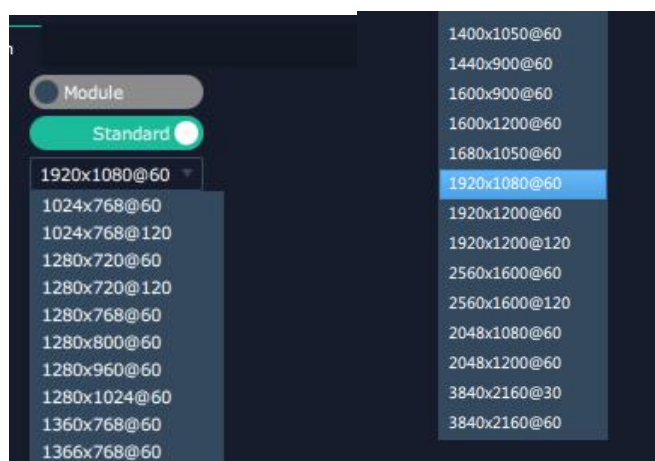 Module
Standard
1920x1080@60
1024x768@60
1024x768@120
1280x720@60
1280x720@120
1280x768@60
1280x800@60
1280x960@60
1280x1024@60
1360x768@60
1366x768@60
1400x1050@60
1440x900@60
1600x900@60
1600x1200@60
1680x1050@60
1920x1080@60
1920x1200@60
1920x1200@120
2560x1600@60
2560x1600@120
2048x1080@60
2048x1200@60
3840x2160@30
3840x2160@60